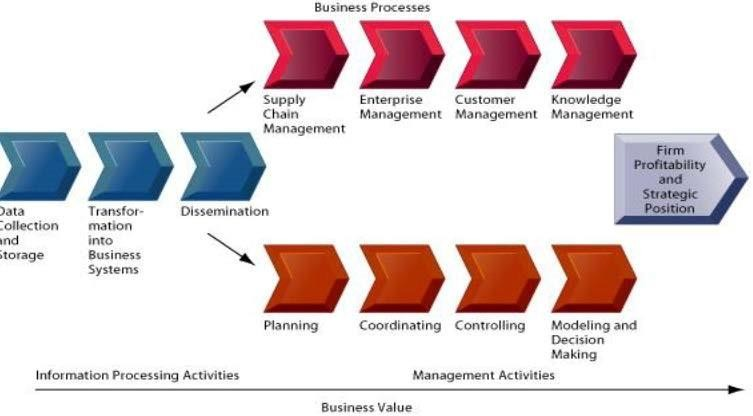 Business Processes
Supply
Chain
Management
Enterprise
Management
Customer
Management
Knowledge
Management
Data
Collection
and
Storage
Transfor-
mation
into
Business
Systems
Dissemination
Firm
Profitability
and
Strategic
Position
Planning
Coordinating
Controlling
Modeling and
Decision
Making
Information Processing Activities
Management Activities
Business Value